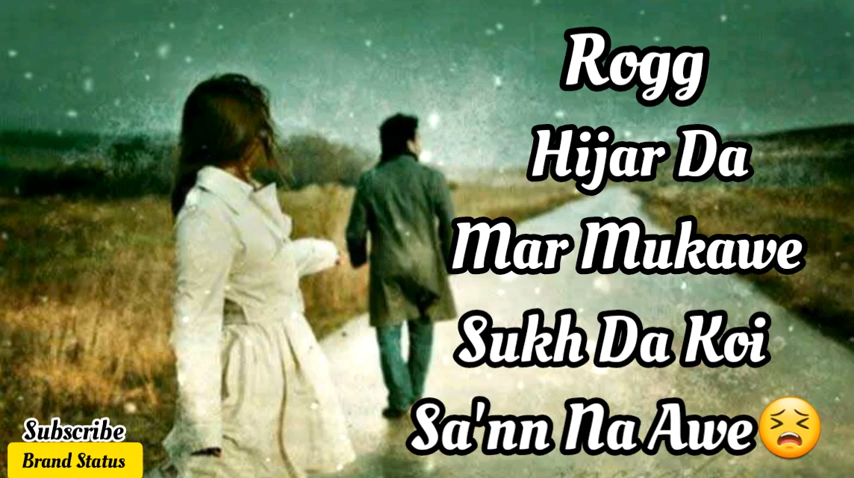 Rogg
Hijar Da
Mar Mukawe
Sukh Da Koi
Sa'nn Na Awe😣
Subscribe
Brand Status